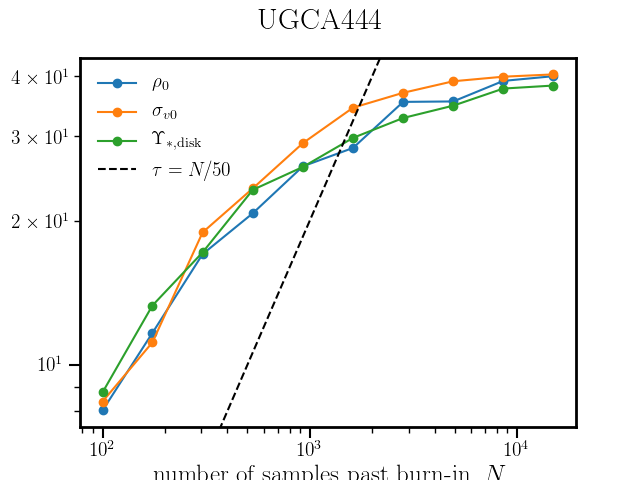 UGCA444
4 × 10¹
3 × 10¹
2 × 10¹
10¹
ρ₀
σᵥ₀
ϒ∗,disk
τ = N/50
10² 10³ 10⁴
number of samples past burn-in, N